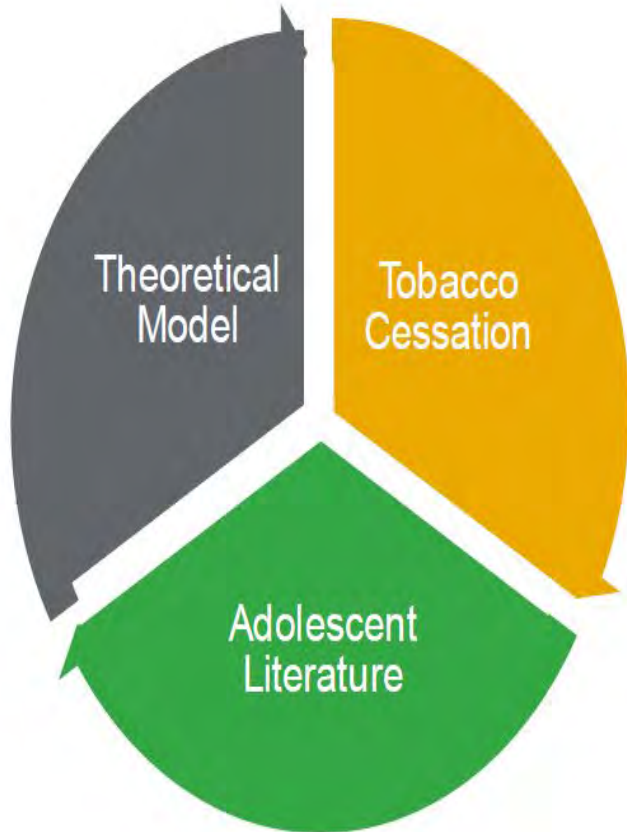 Theoretical
Model
Tobacco
Cessation
Adolescent
Literature